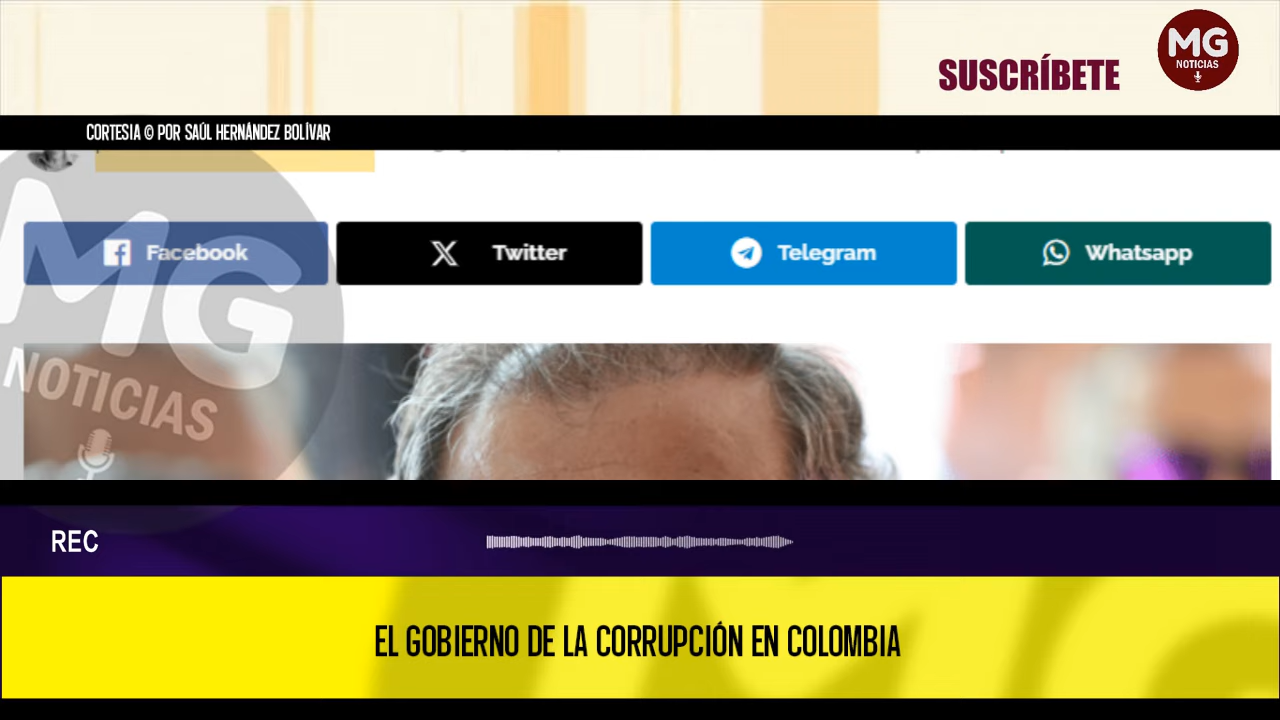 MG
NOTICIAS
SUSCRÍBETE
CORTESIA © POR SAÚL HERNÁNDEZ BOLÍVAR
Facebook
Twitter
Telegram
Whatsapp
MG
NOTICIAS
REC
EL GOBIERNO DE LA CORRUPCIÓN EN COLOMBIA